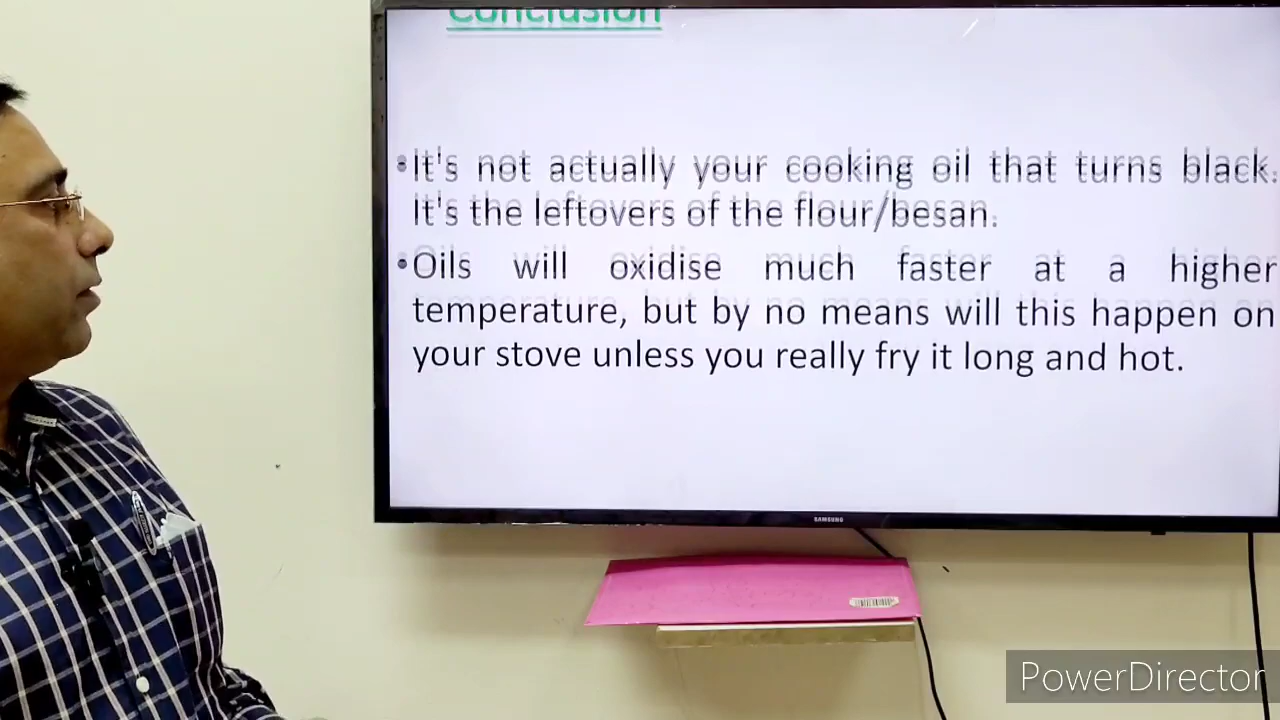 Conclusion
•It's not actually your cooking oil that turns black.
It's the leftovers of the flour/besan.
•Oils will oxidise much faster at a higher
temperature, but by no means will this happen on
your stove unless you really fry it long and hot.
SAMSUNG
PowerDirector